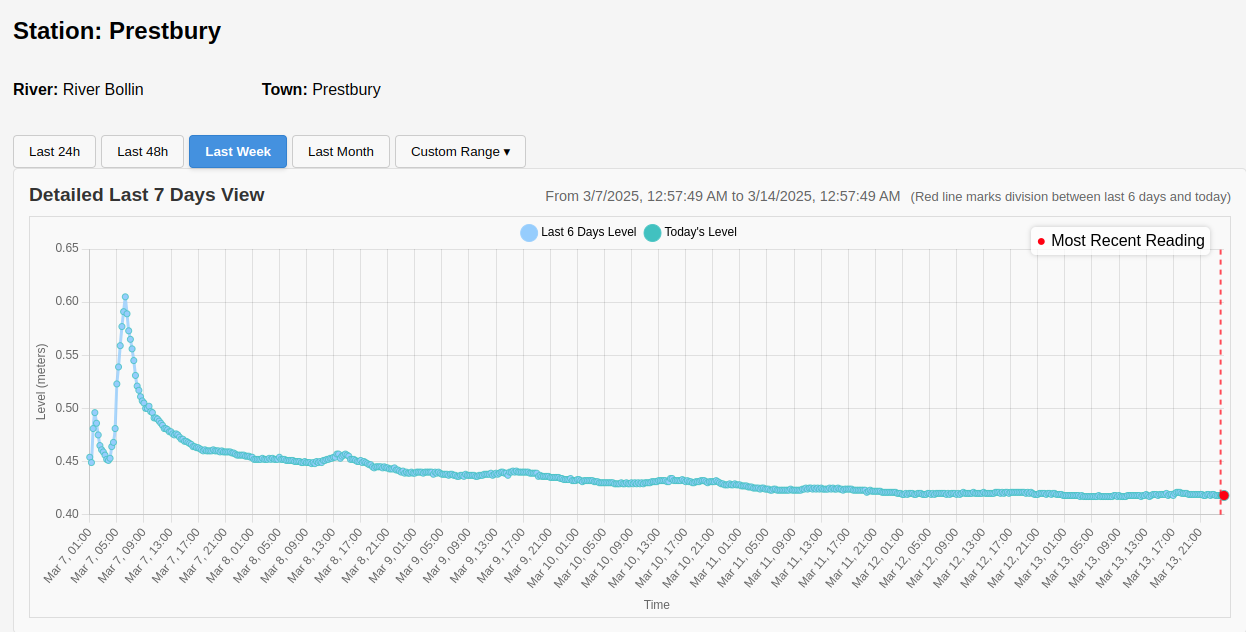 Station: Prestbury
River: River Bollin Town: Prestbury
Last 24h Last 48h Last Week Last Month Custom Range ▾
Detailed Last 7 Days View From 3/7/2025, 12:57:49 AM to 3/14/2025, 12:57:49 AM (Red line marks division between last 6 days and today)
Last 6 Days Level Today's Level
Most Recent Reading
0.65
0.60
0.55
0.50
0.45
0.40
Level (meters)
Mar 7, 01:00
Mar 7, 05:00
Mar 7, 09:00
Mar 7, 13:00
Mar 7, 17:00
Mar 7, 21:00
Mar 8, 01:00
Mar 8, 05:00
Mar 8, 09:00
Mar 8, 13:00
Mar 8, 17:00
Mar 8, 21:00
Mar 9, 01:00
Mar 9, 05:00
Mar 9, 09:00
Mar 9, 13:00
Mar 9, 17:00
Mar 9, 21:00
Mar 10, 01:00
Mar 10, 05:00
Mar 10, 09:00
Mar 10, 13:00
Mar 10, 17:00
Mar 10, 21:00
Mar 11, 01:00
Mar 11, 05:00
Mar 11, 09:00
Mar 11, 13:00
Mar 11, 17:00
Mar 11, 21:00
Mar 12, 01:00
Mar 12, 05:00
Mar 12, 09:00
Mar 12, 13:00
Mar 12, 17:00
Mar 12, 21:00
Mar 13, 01:00
Mar 13, 05:00
Mar 13, 09:00
Mar 13, 13:00
Mar 13, 17:00
Mar 13, 21:00
Time